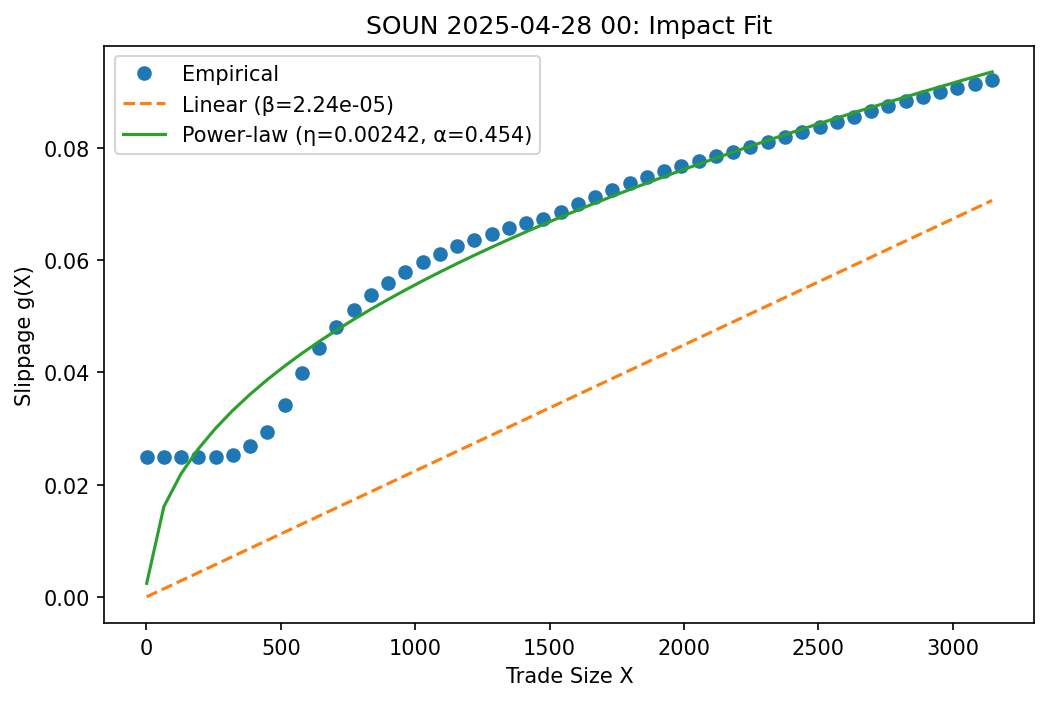 SOUN 2025-04-28 00: Impact Fit
Empirical
Linear (β=2.24e-05)
Power-law (η=0.00242, α=0.454)
Slippage g(X)
0.08
0.06
0.04
0.02
0.00
0
500
1000
1500
2000
2500
3000
Trade Size X